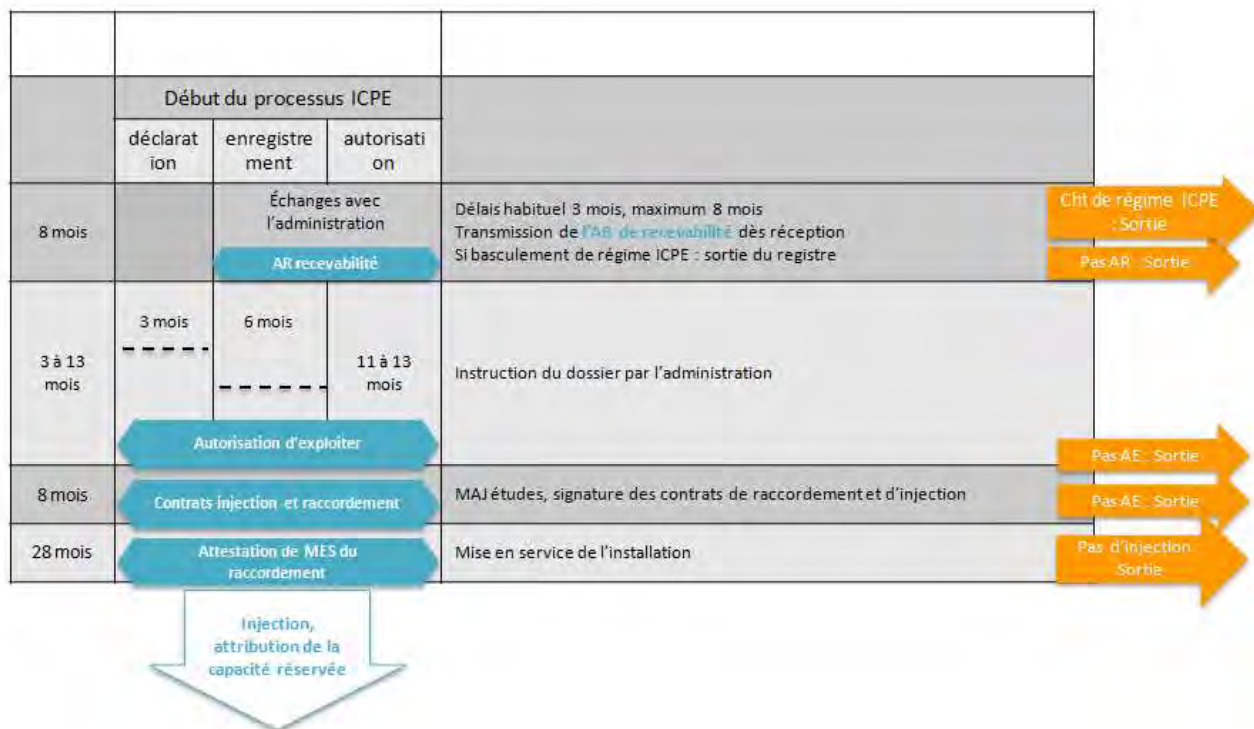 Début du processus ICPE
déclarat
ion
enregistre
ment
autorisati
on
8 mois
Échanges avec
l'administration
AR recevabilité
Délais habituel 3 mois, maximum 8 mois
Transmission de l'AR de recevabilité dès réception
Si basculement de régime ICPE : sortie du registre
Cht de régime ICPE
: Sortie
Pas AR : Sortie
3 à 13
mois
3 mois
6 mois
11 à 13
mois
Instruction du dossier par l'administration
Autorisation d'exploiter
Pas AE : Sortie
8 mois
Contrats injection et raccordement
MAJ études, signature des contrats de raccordement et d'injection
Pas AE : Sortie
28 mois
Attestation de MES du
raccordement
Mise en service de l'installation
Pas d'injection :
Sortie
Injection,
attribution de la
capacité réservée